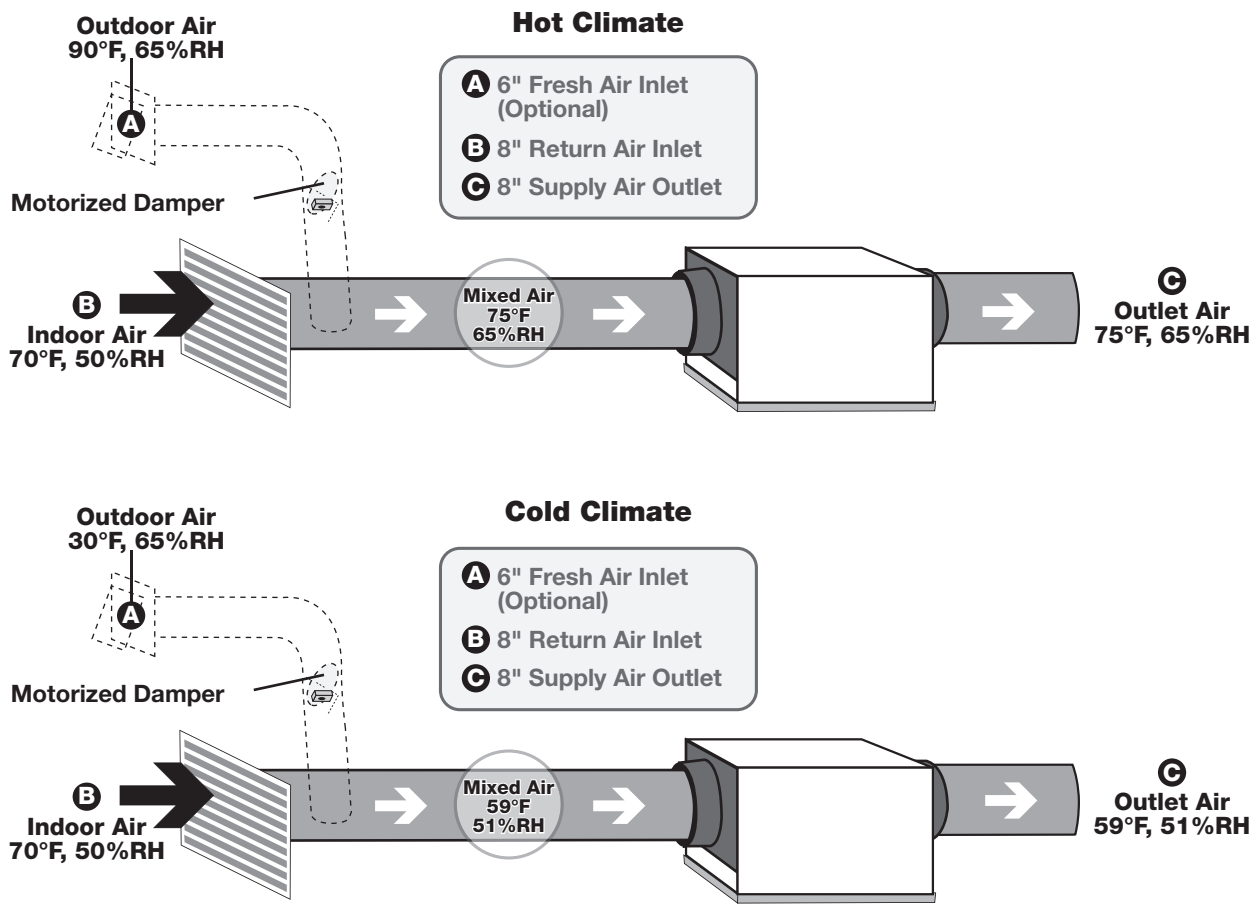 Hot Climate
Outdoor Air
90°F, 65%RH
A
A 6" Fresh Air Inlet
(Optional)
B 8" Return Air Inlet
C 8" Supply Air Outlet
Motorized Damper
B
Indoor Air
70°F, 50%RH
Mixed Air
75°F
65%RH
C
Outlet Air
75°F, 65%RH
Cold Climate
Outdoor Air
30°F, 65%RH
A
A 6" Fresh Air Inlet
(Optional)
B 8" Return Air Inlet
C 8" Supply Air Outlet
Motorized Damper
B
Indoor Air
70°F, 50%RH
Mixed Air
59°F
51%RH
C
Outlet Air
59°F, 51%RH